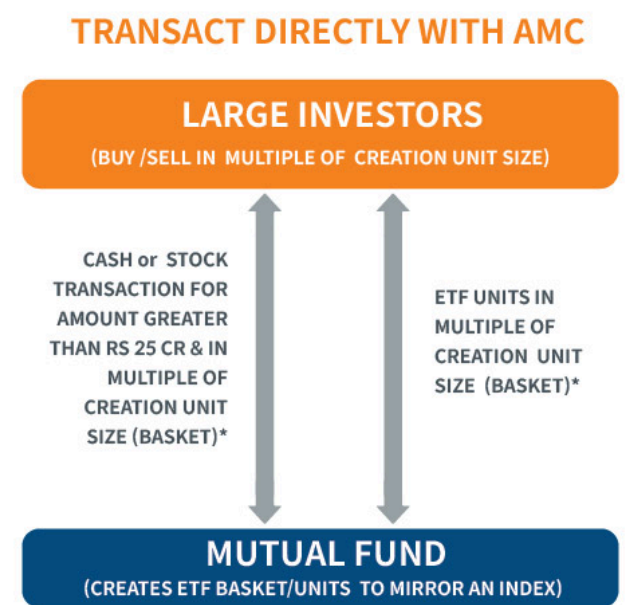 TRANSACT DIRECTLY WITH AMC
LARGE INVESTORS
(BUY /SELL IN MULTIPLE OF CREATION UNIT SIZE)
CASH or STOCK
TRANSACTION FOR
AMOUNT GREATER
THAN RS 25 CR & IN
MULTIPLE OF
CREATION UNIT
SIZE (BASKET)*
ETF UNITS IN
MULTIPLE OF
CREATION UNIT
SIZE (BASKET)*
MUTUAL FUND
(CREATES ETF BASKET/UNITS TO MIRROR AN INDEX)